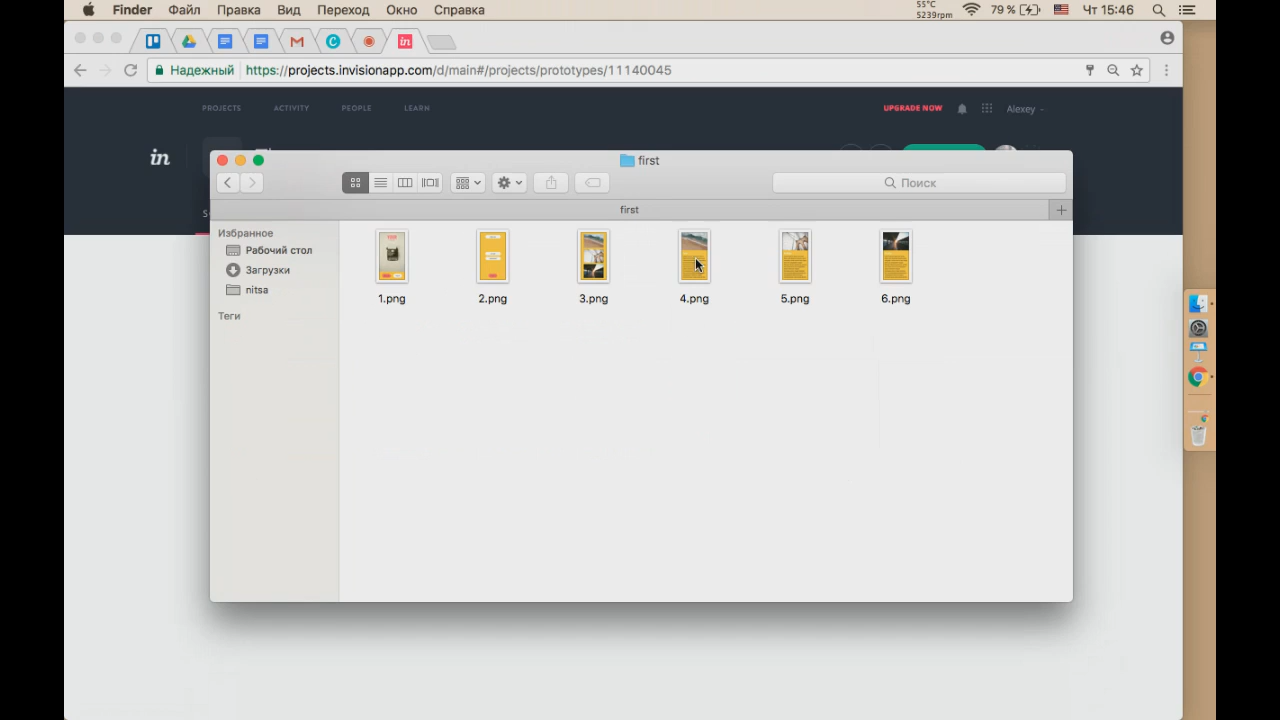 Finder Файл Правка Вид Переход Окно Справка 55°C 5239rpm 79 % Чт 15:46
Надежный https://projects.invisionapp.com/d/main#/projects/prototypes/11140045
PROJECTS ACTIVITY PEOPLE LEARN UPGRADE NOW Alexey
in
first
Поиск
first
Избранное
Рабочий стол
Загрузки
nitsa
Теги
1.png 2.png 3.png 4.png 5.png 6.png